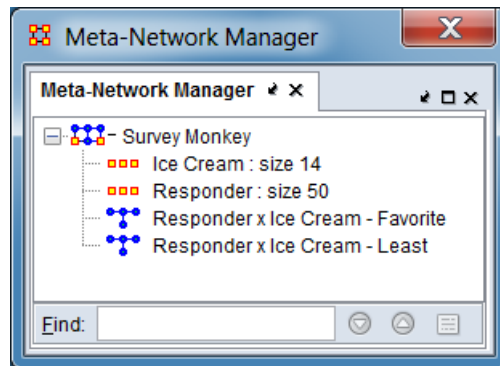 Meta-Network Manager
Meta-Network Manager
Survey Monkey
Ice Cream : size 14
Responder : size 50
Responder x Ice Cream - Favorite
Responder x Ice Cream - Least
Find: